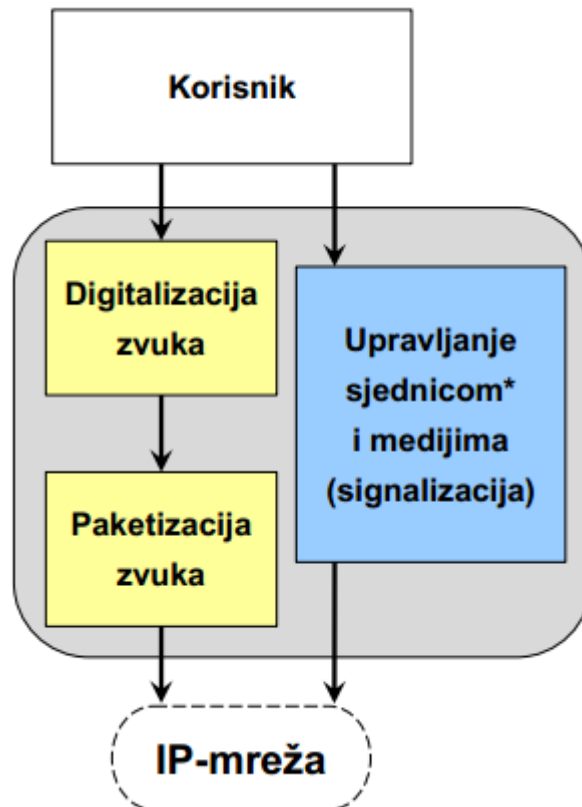 Korisnik
Digitalizacija
zvuka
Paketizacija
zvuka
Upravljanje
sjednicom*
i medijima
(signalizacija)
IP-mreža